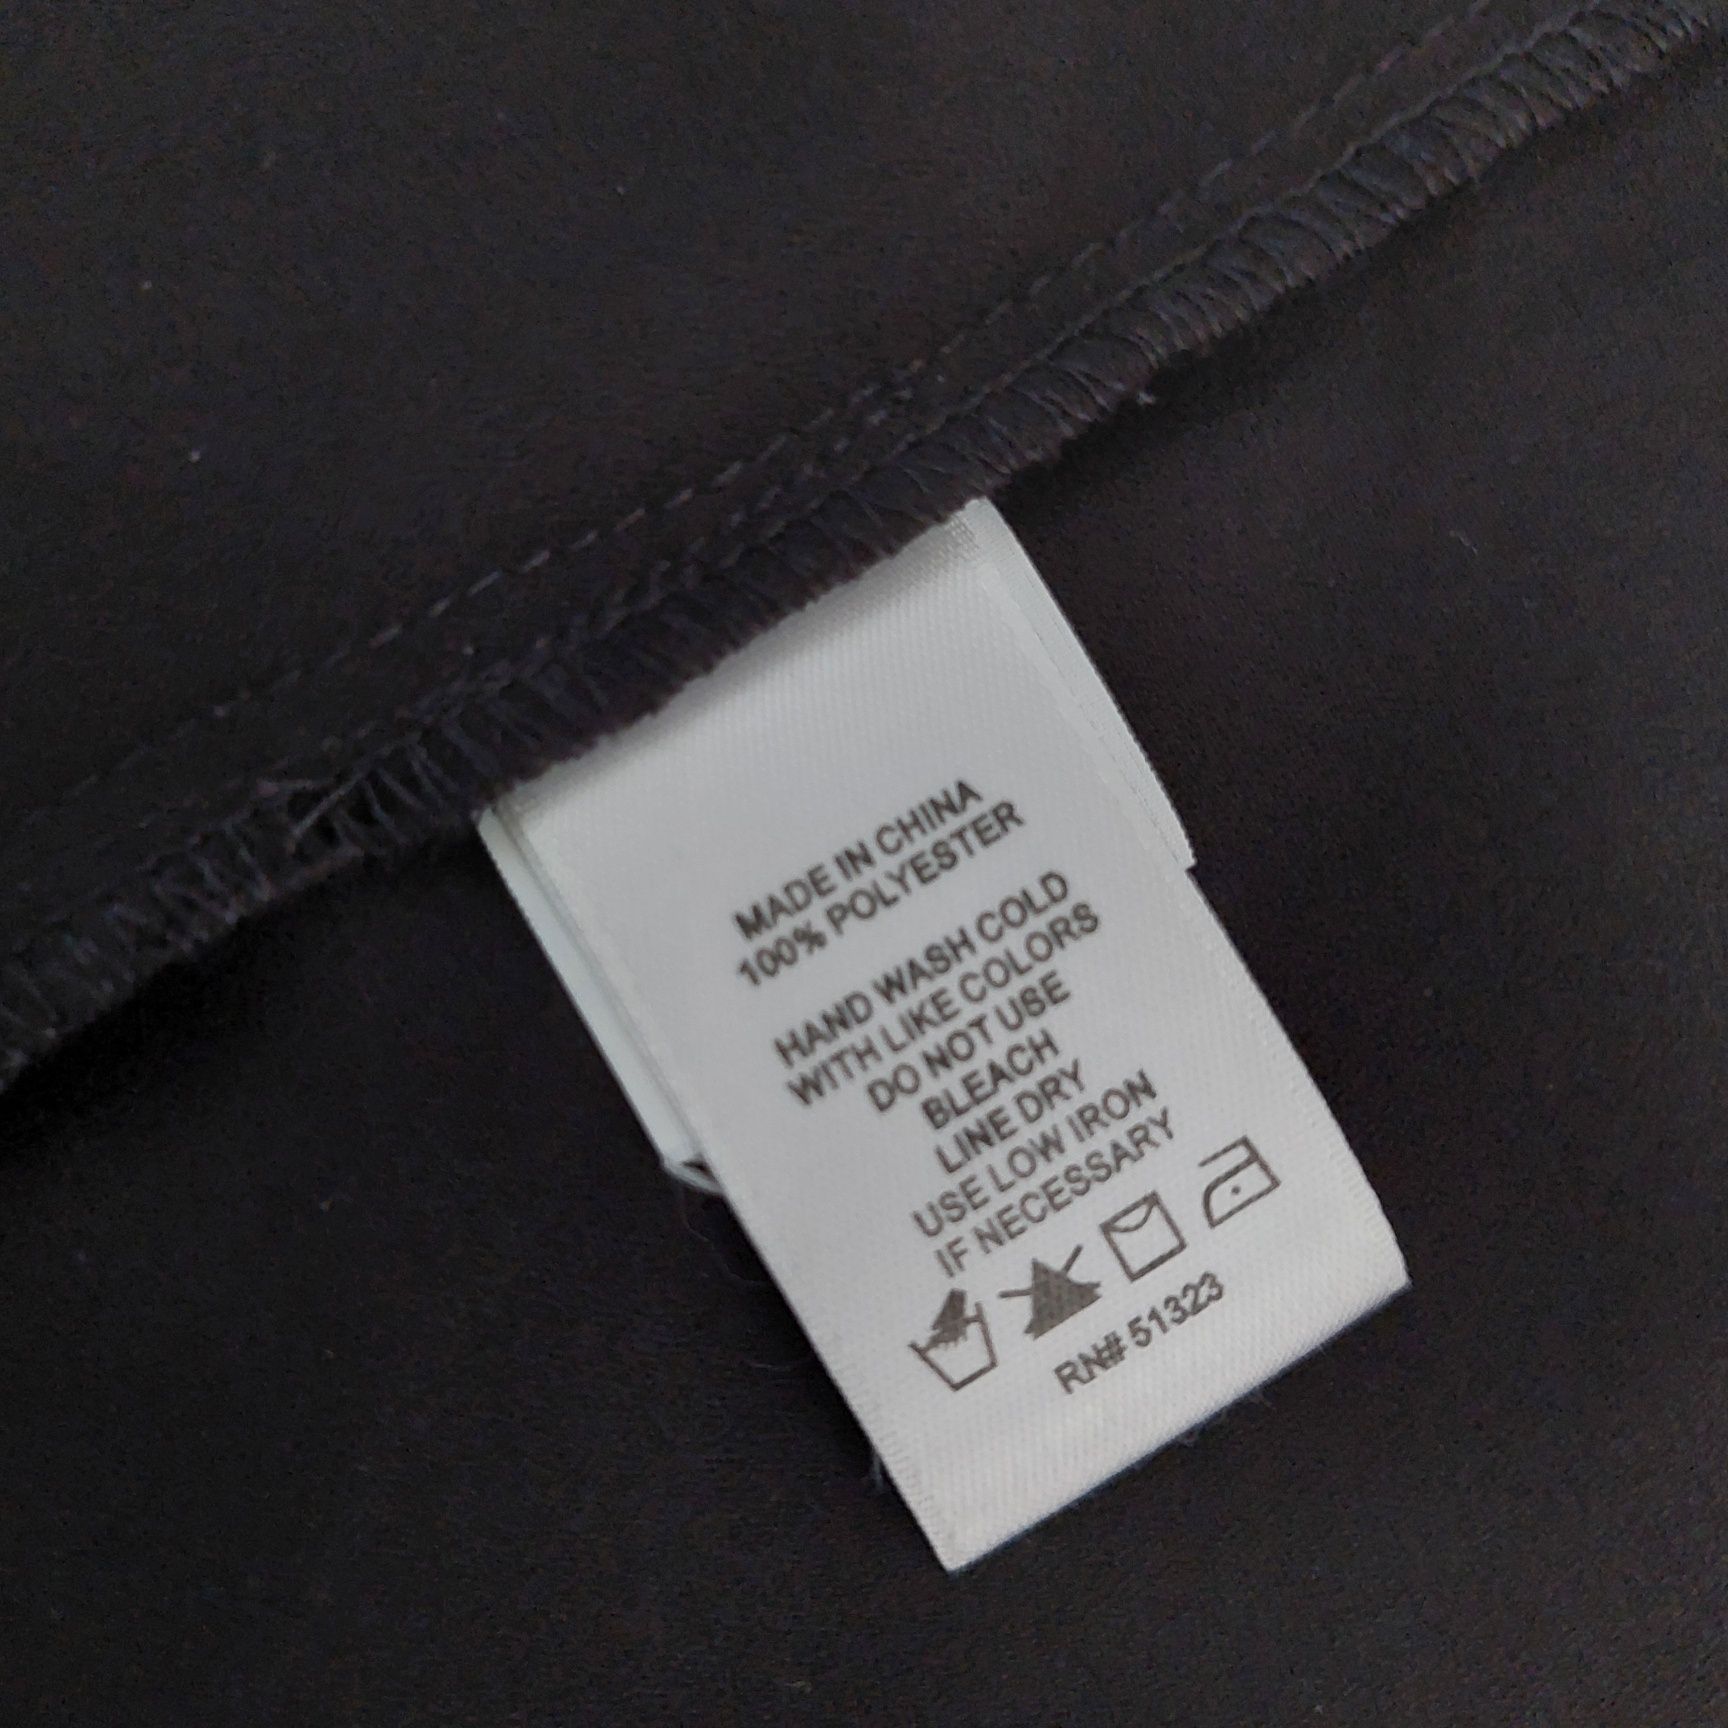 MADE IN CHINA
100% POLYESTER
HAND WASH COLD
WITH LIKE COLORS
DO NOT USE
BLEACH
LINE DRY
USE LOW IRON
IF NECESSARY
RN# 51323